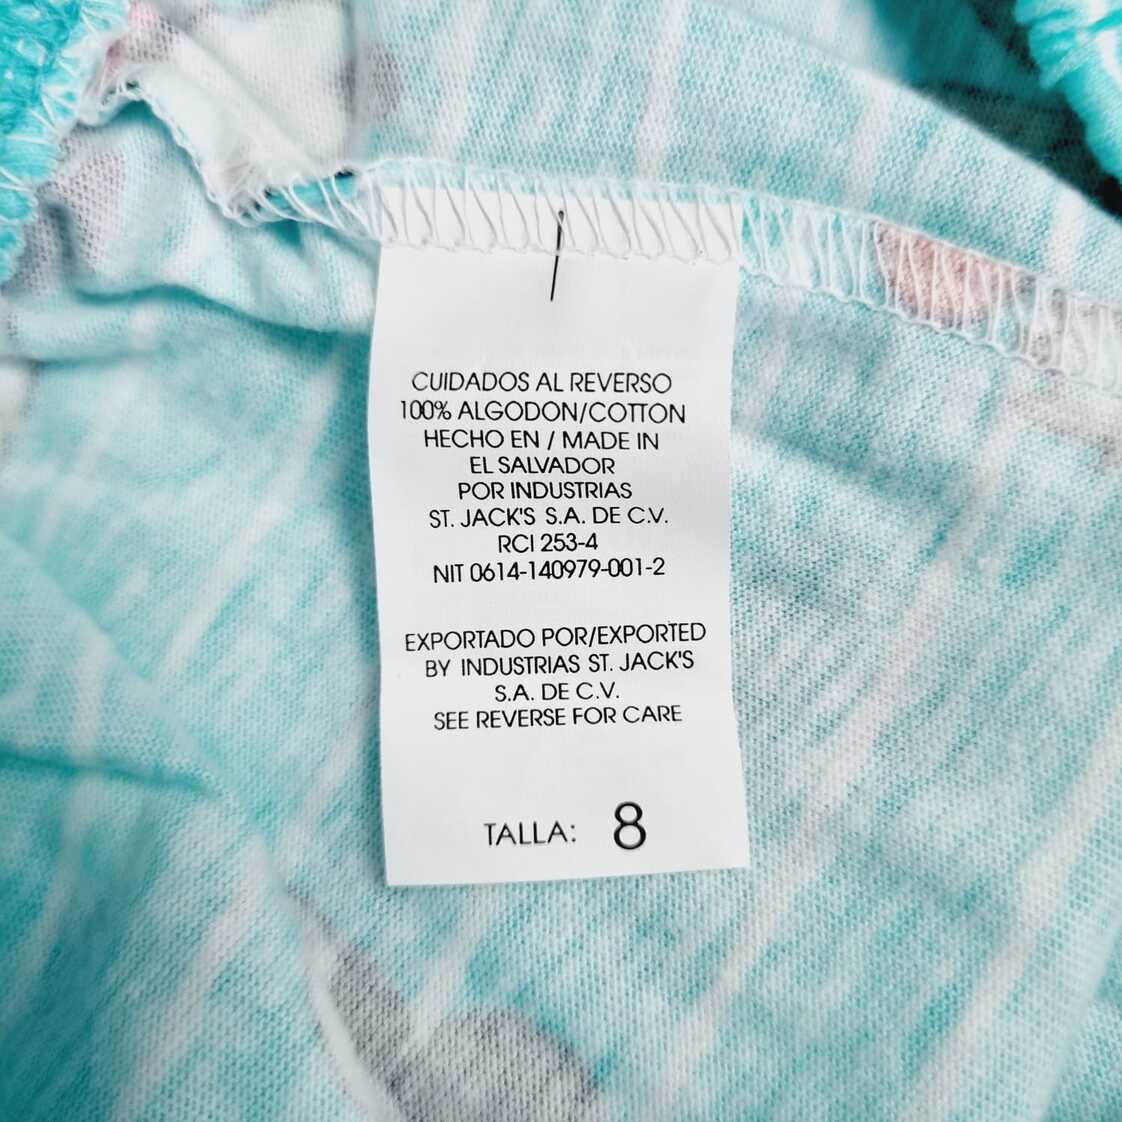 CUIDADOS AL REVERSO
100% ALGODON/COTTON
HECHO EN / MADE IN
EL SALVADOR
POR INDUSTRIAS
ST. JACK'S S.A. DE C.V.
RCI 253-4
NIT 0614-140979-001-2
EXPORTADO POR/EXPORTED
BY INDUSTRIAS ST. JACK'S
S.A. DE C.V.
SEE REVERSE FOR CARE
TALLA: 8